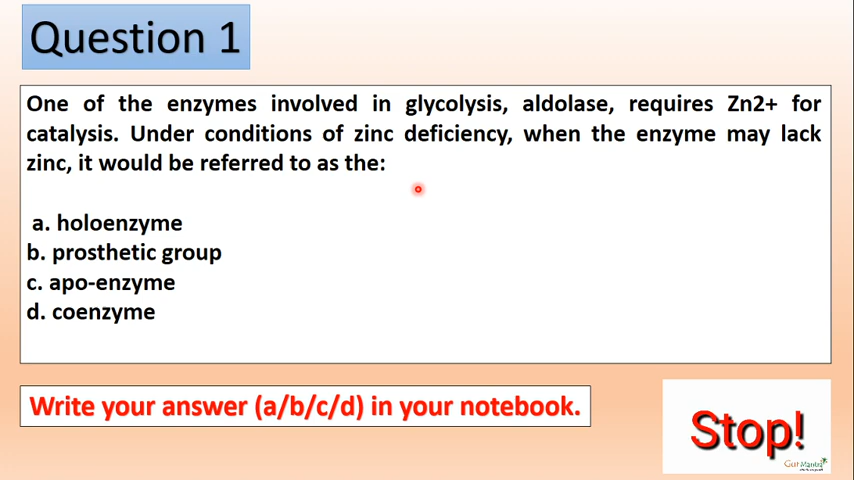 Question 1
One of the enzymes involved in glycolysis, aldolase, requires Zn2+ for
catalysis. Under conditions of zinc deficiency, when the enzyme may lack
zinc, it would be referred to as the:
a. holoenzyme
b. prosthetic group
c. apo-enzyme
d. coenzyme
Write your answer (a/b/c/d) in your notebook.
Stop!